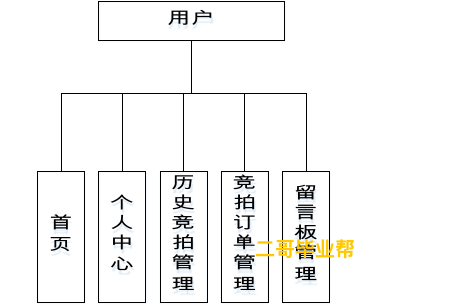 用户
首页
个人中心
历史竞拍管理
竞拍订单管理
留言板管理
二哥毕业帮